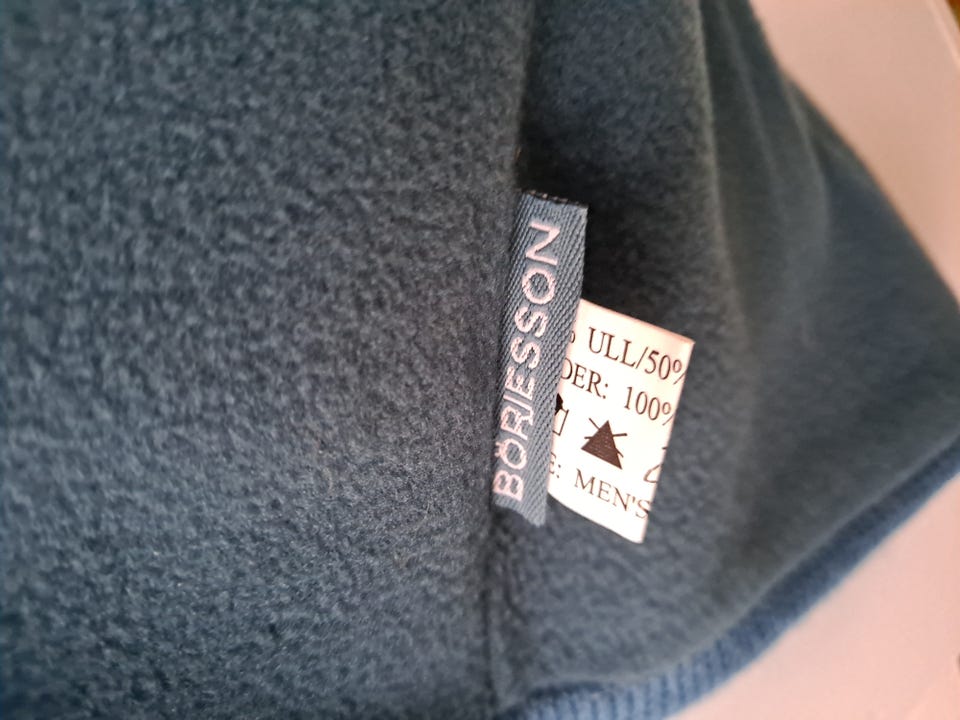 BÖRJESSON
% ULL/50%
DER: 100%
E: MEN'S